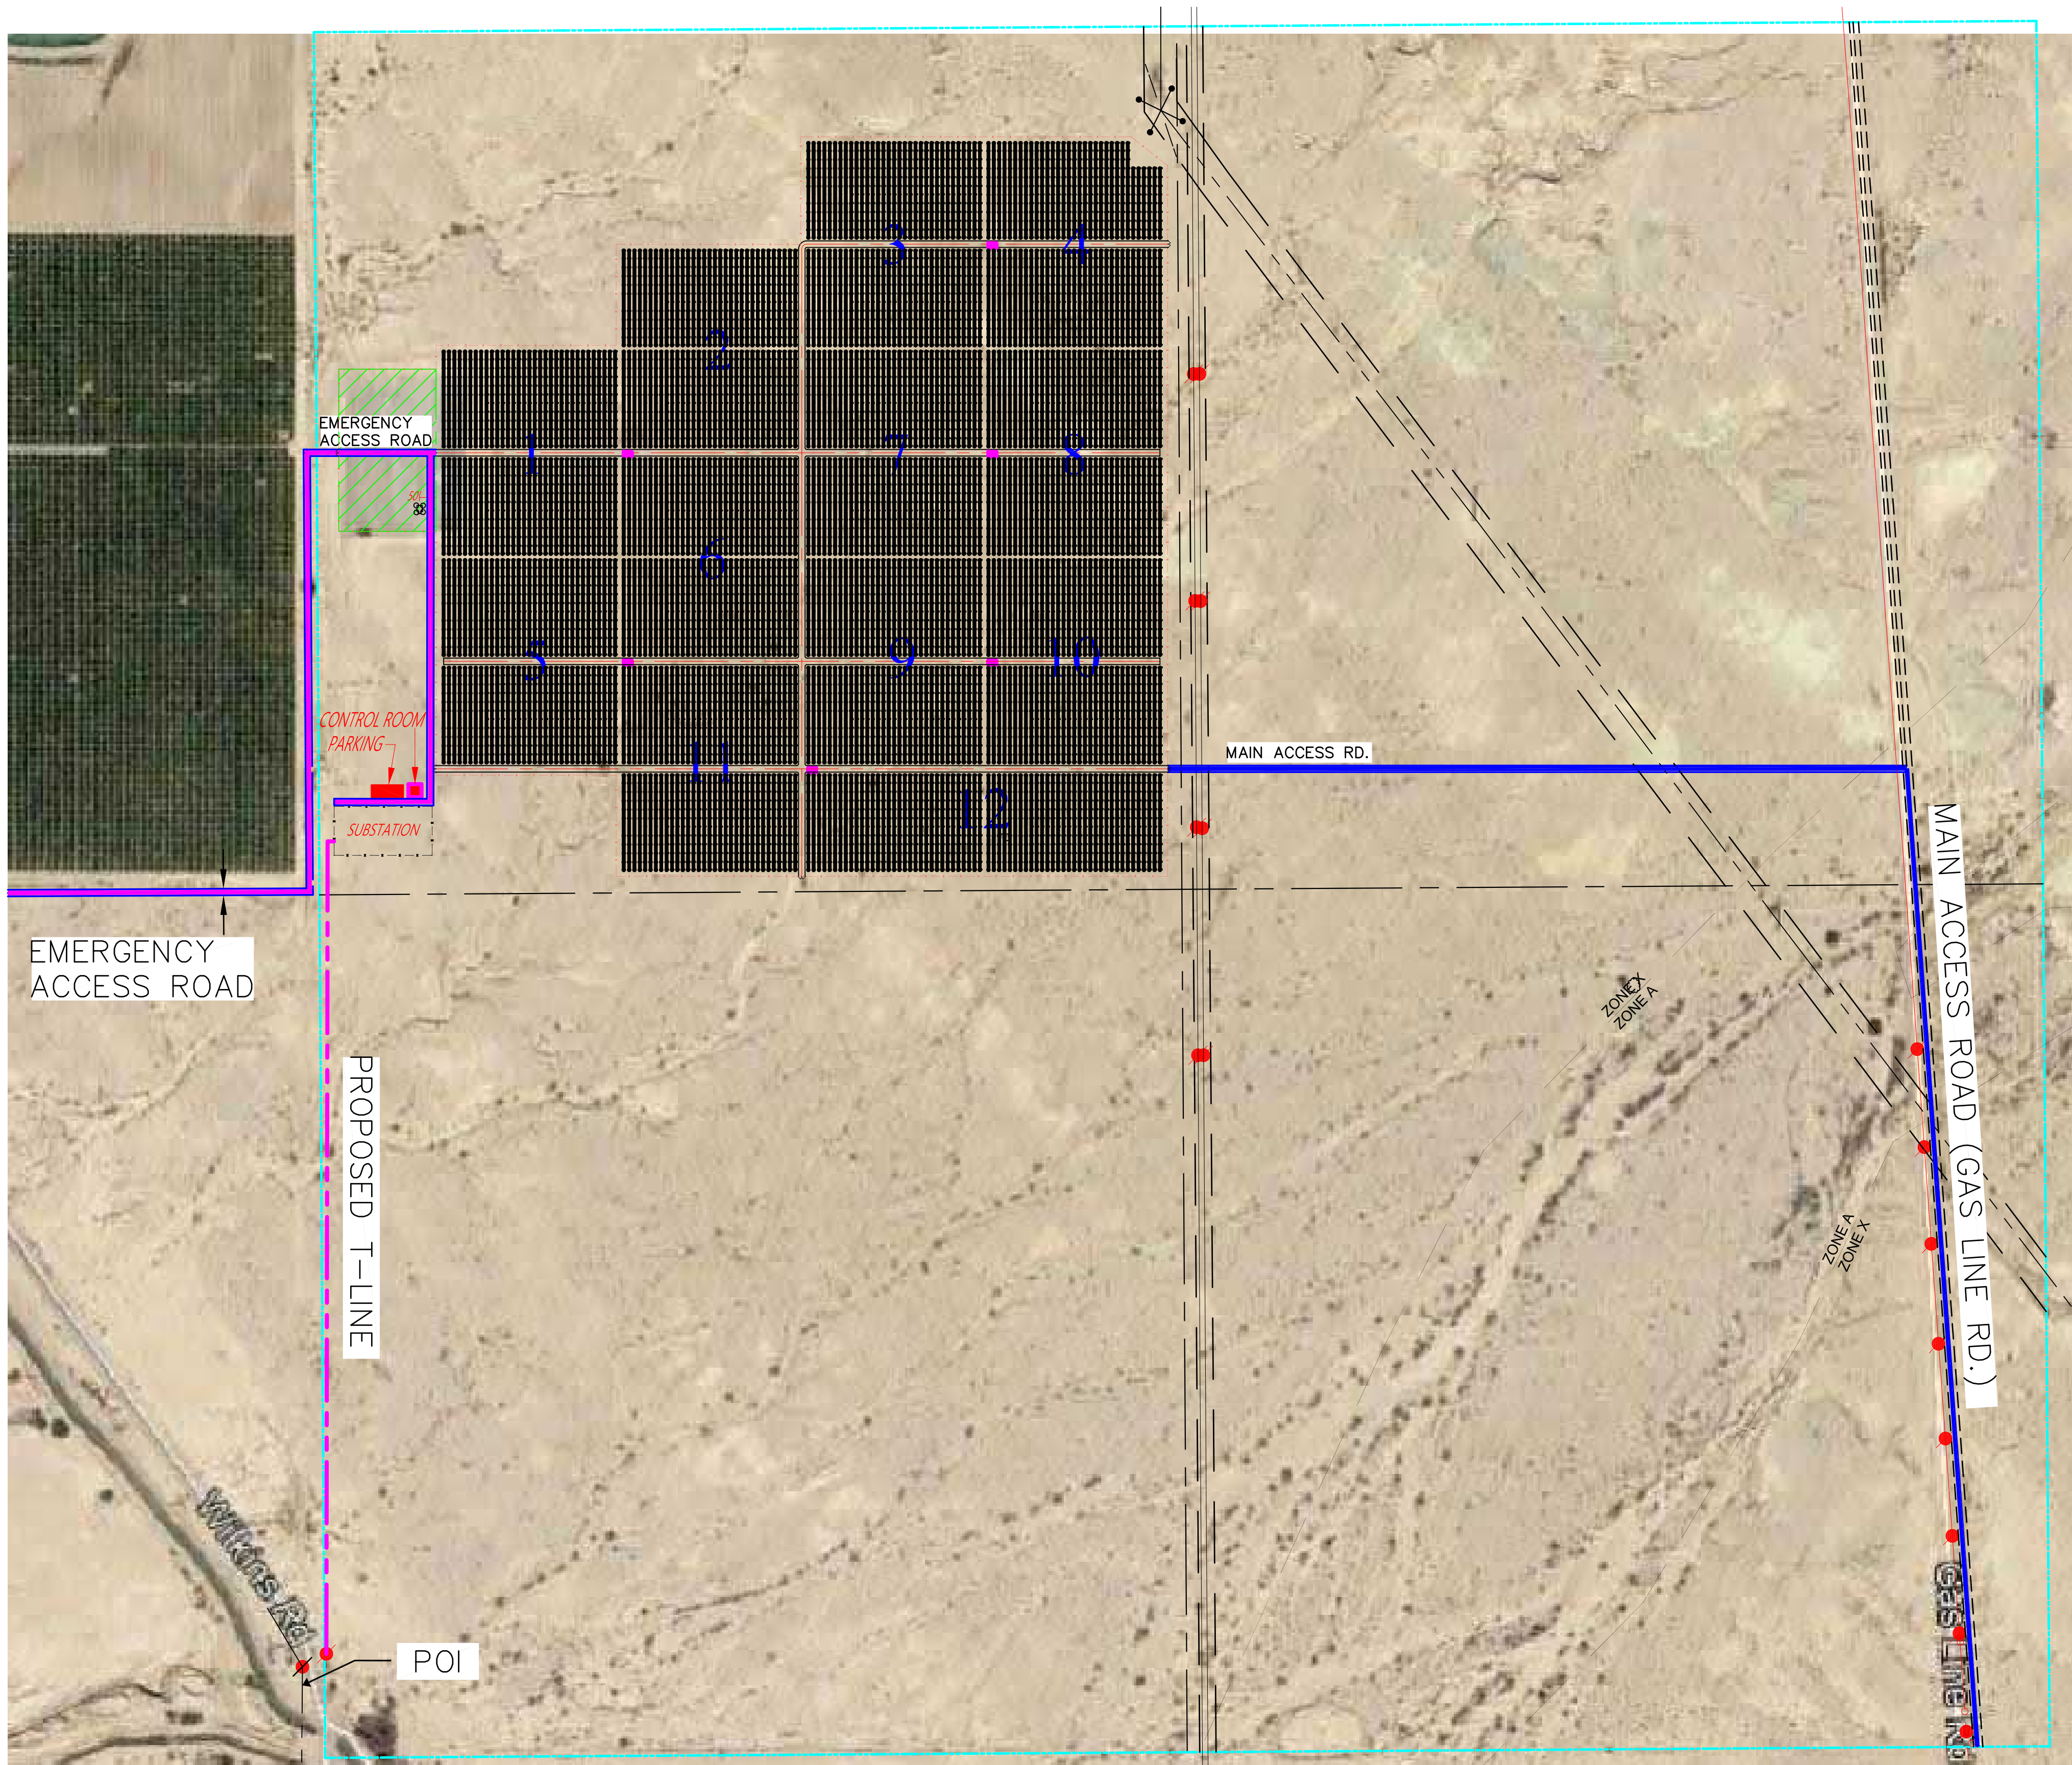 3
4
2
EMERGENCY
ACCESS ROAD
1
7
8
50'
6
5
9
10
CONTROL ROOM
PARKING
11
MAIN ACCESS RD.
12
SUBSTATION
MAIN ACCESS ROAD (GAS LINE RD.)
EMERGENCY
ACCESS ROAD
ZONE X
ZONE A
PROPOSED T-LINE
ZONE A
ZONE X
Wilkins Rd
Gas Line Rd
POI